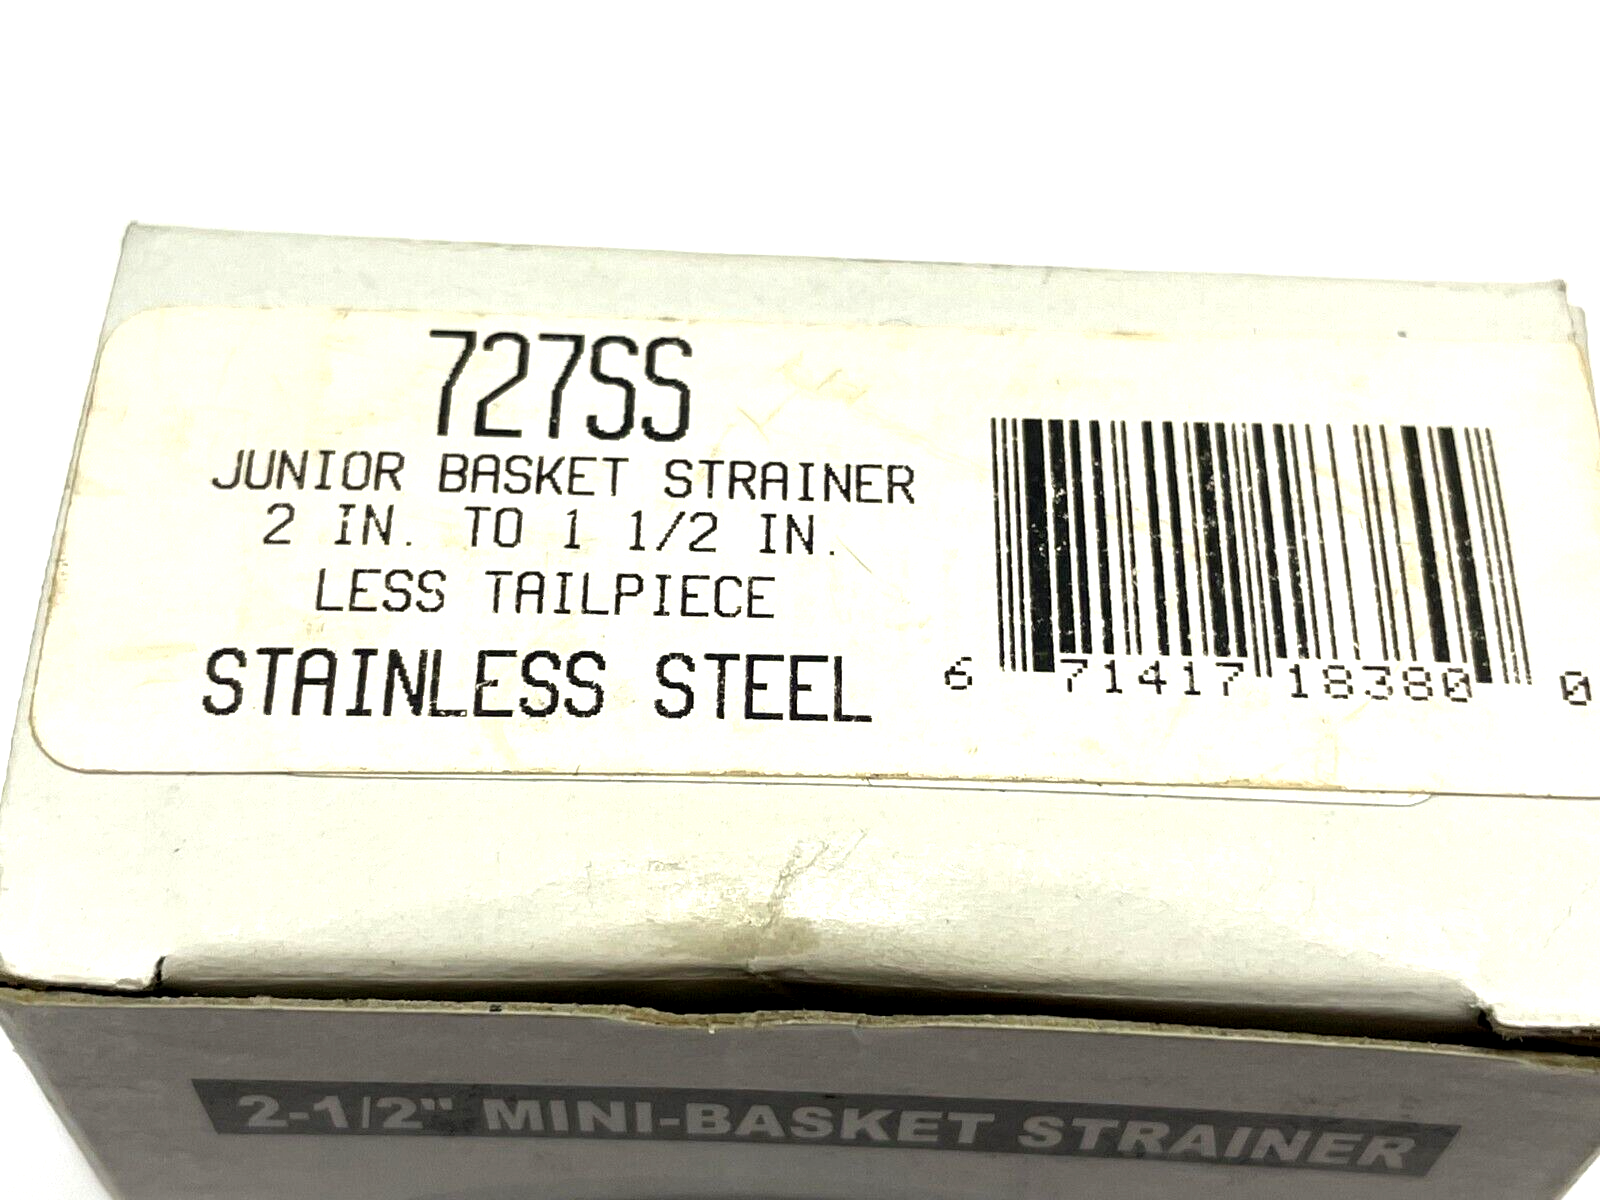 727SS
JUNIOR BASKET STRAINER
2 IN. TO 1 1/2 IN.
LESS TAILPIECE
STAINLESS STEEL
6 71417 18380 0
2-1/2" MINI-BASKET STRAINER